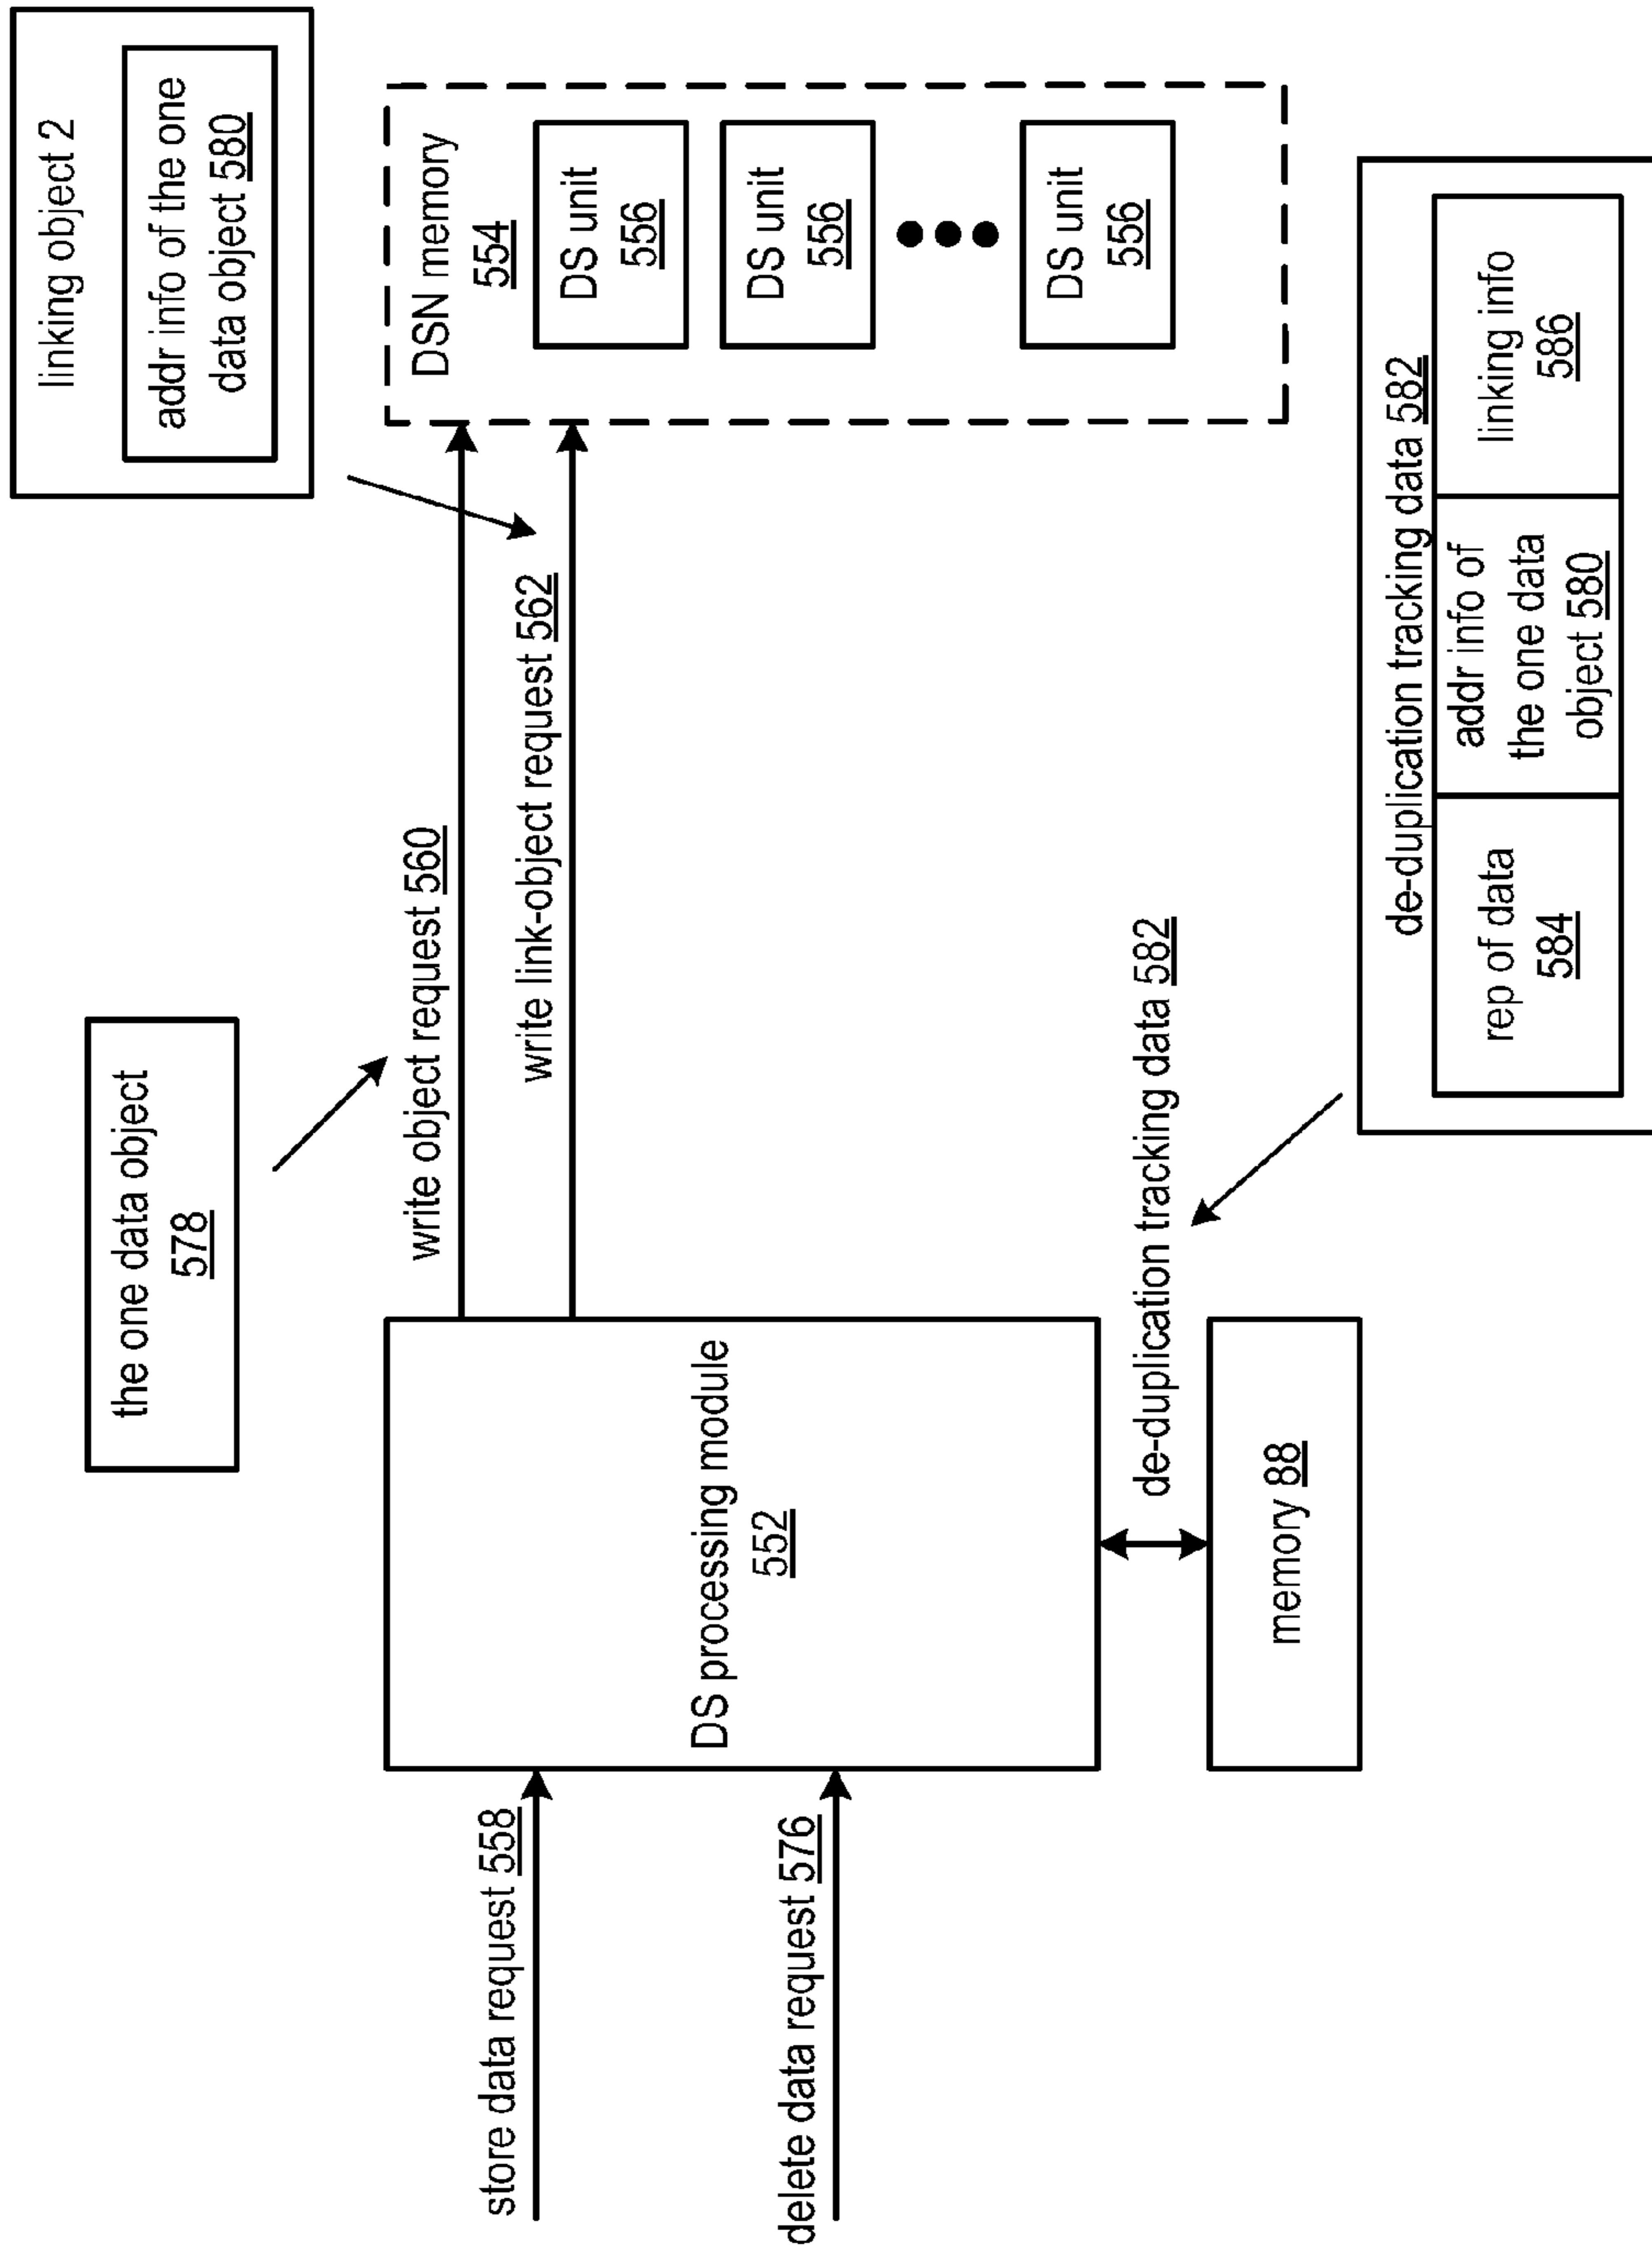 linking object 2
addr info of the one
data object 580
the one data object
578
write object request 560
write link-object request 562
DSN memory
554
DS unit
556
DS unit
556
DS unit
556
store data request 558
delete data request 576
DS processing module
552
de-duplication tracking data 582
memory 88
de-duplication tracking data 582
rep of data
584
addr info of
the one data
object 580
linking info
586